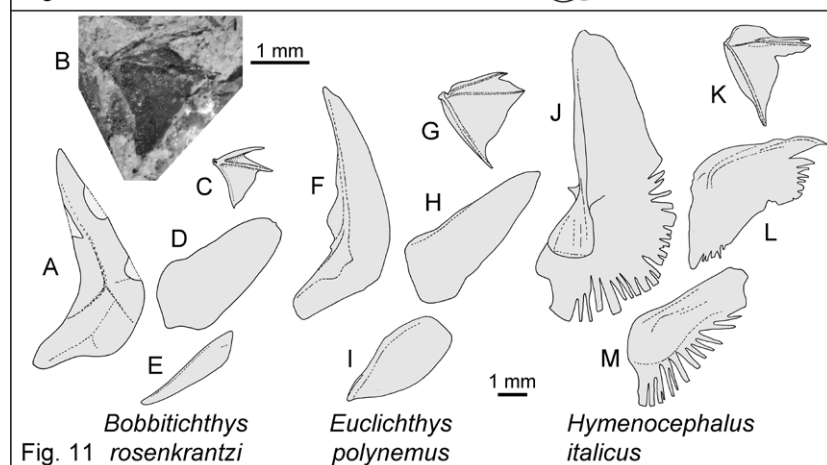 B
1 mm
K
C
G
J
F
H
L
D
A
M
E
I
1 mm
Bobbitichthys
rosenkrantzi
Euclichthys
polynemus
Hymenocephalus
italicus
Fig. 11